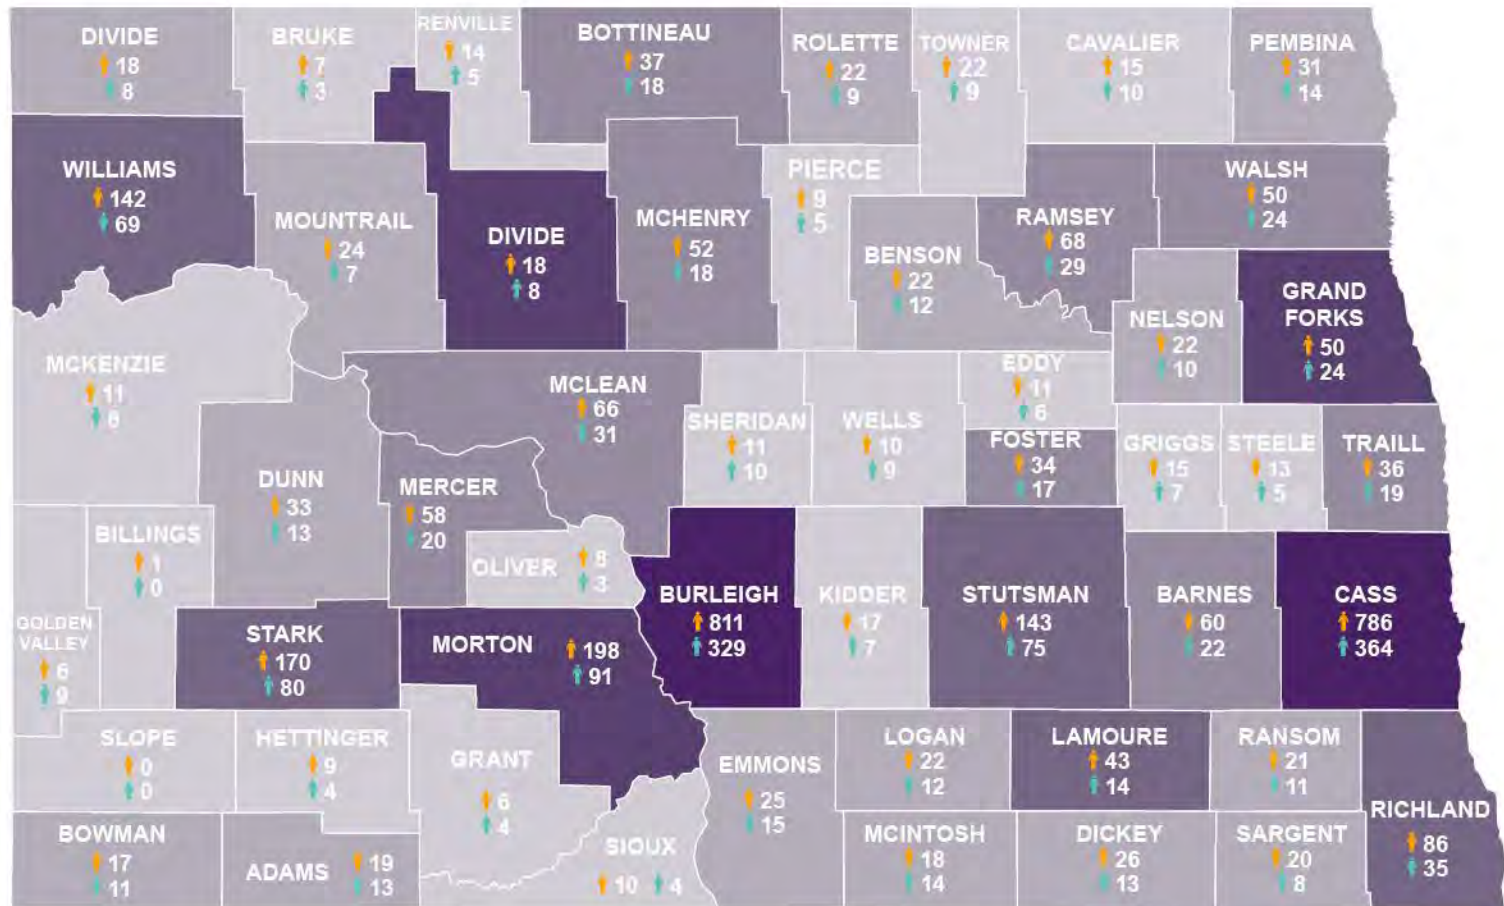 DIVIDE
18
8
BRUKE
7
3
RENVILLE
14
5
BOTTINEAU
37
18
ROLETTE
22
9
TOWNER
22
9
CAVALIER
15
10
PEMBINA
31
14
WILLIAMS
142
69
MOUNTRAIL
24
7
DIVIDE
18
8
MCHENRY
52
18
PIERCE
9
5
BENSON
22
12
RAMSEY
68
29
WALSH
50
24
NELSON
22
10
GRAND
FORKS
50
24
MCKENZIE
11
6
MCLEAN
66
31
SHERIDAN
11
10
WELLS
10
9
EDDY
11
6
FOSTER
34
17
GRIGGS
15
7
STEELE
13
5
TRAILL
36
19
DUNN
33
13
MERCER
58
20
BILLINGS
1
0
OLIVER
8
3
GOLDEN
VALLEY
6
9
STARK
170
80
MORTON
198
91
BURLEIGH
811
329
KIDDER
17
7
STUTSMAN
143
75
BARNES
60
22
CASS
786
364
SLOPE
0
0
HETTINGER
9
4
GRANT
6
4
EMMONS
25
15
LOGAN
22
12
LAMOURE
43
14
RANSOM
21
11
RICHLAND
86
35
BOWMAN
17
11
ADAMS
19
13
SIOUX
10 4
MCINTOSH
18
14
DICKEY
26
13
SARGENT
20
8